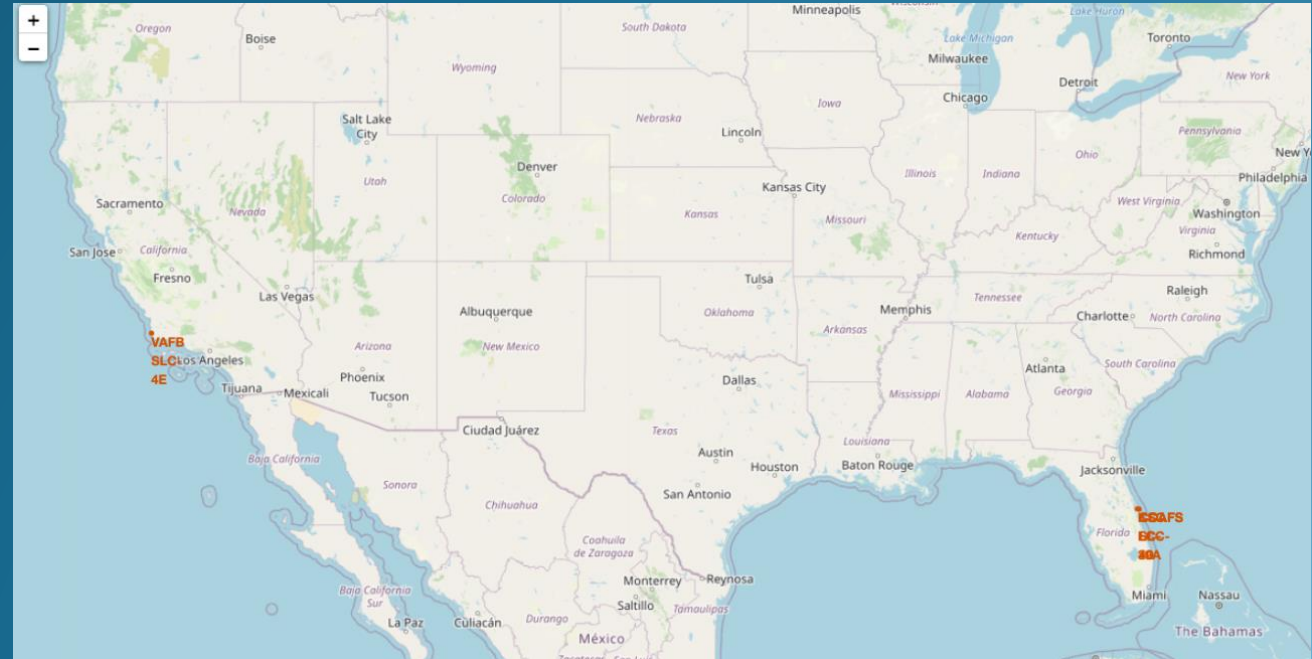 +
−
Oregon
Boise
South Dakota
Minneapolis
Wisconsin
Lake Huron
Toronto
Lake Michigan
Milwaukee
Wyoming
Detroit
New York
Chicago
Iowa
Salt Lake
City
Nebraska
Lincoln
Pennsylvania
New Y
Ohio
Denver
Utah
Colorado
Illinois
Indiana
Philadelphia
Kansas City
Sacramento
Nevada
Kansas
Missouri
West Virginia
Washington
Virginia
Kentucky
San Jose
California
Richmond
Fresno
Las Vegas
Tulsa
Raleigh
Albuquerque
Oklahoma
Memphis
Tennessee
Charlotte
North Carolina
VAFB
SLC-
4E
Los Angeles
Arizona
New Mexico
Arkansas
South Carolina
Atlanta
Phoenix
Dallas
Tijuana
Mexicali
Tucson
Mississippi
Alabama
Georgia
Ciudad Juárez
Texas
Louisiana
Austin
Baja California
Houston
Baton Rouge
Jacksonville
Sonora
San Antonio
Chihuahua
Florida
Coahuila
de Zaragoza
Monterrey
Reynosa
Baja California
Sur
Saltillo
Tamaulipas
Miami
Nassau
La Paz
Culiacán
Durango
México
The Bahamas
San Luis